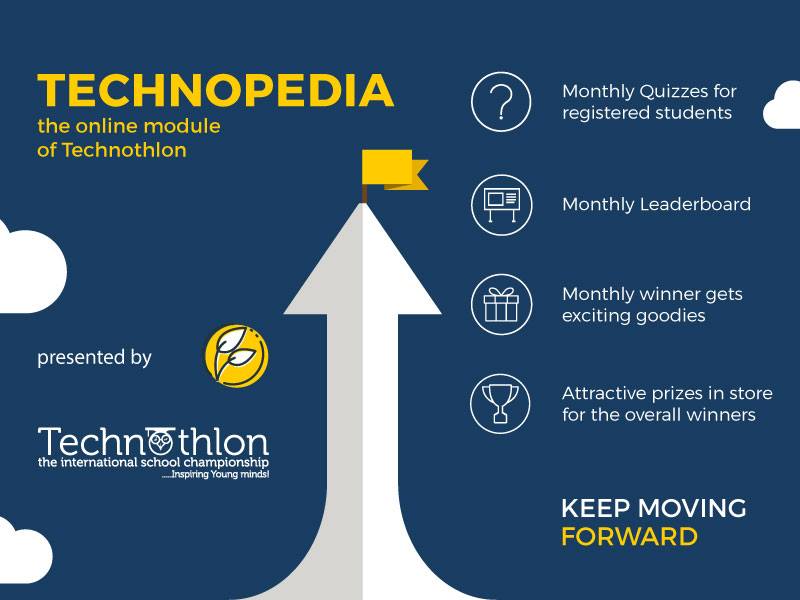 TECHNOPEDIA
the online module
of Technothlon
presented by
Technothlon
the international school championship
.....Inspiring Young minds!
Monthly Quizzes for
registered students
Monthly Leaderboard
Monthly winner gets
exciting goodies
Attractive prizes in store
for the overall winners
KEEP MOVING
FORWARD